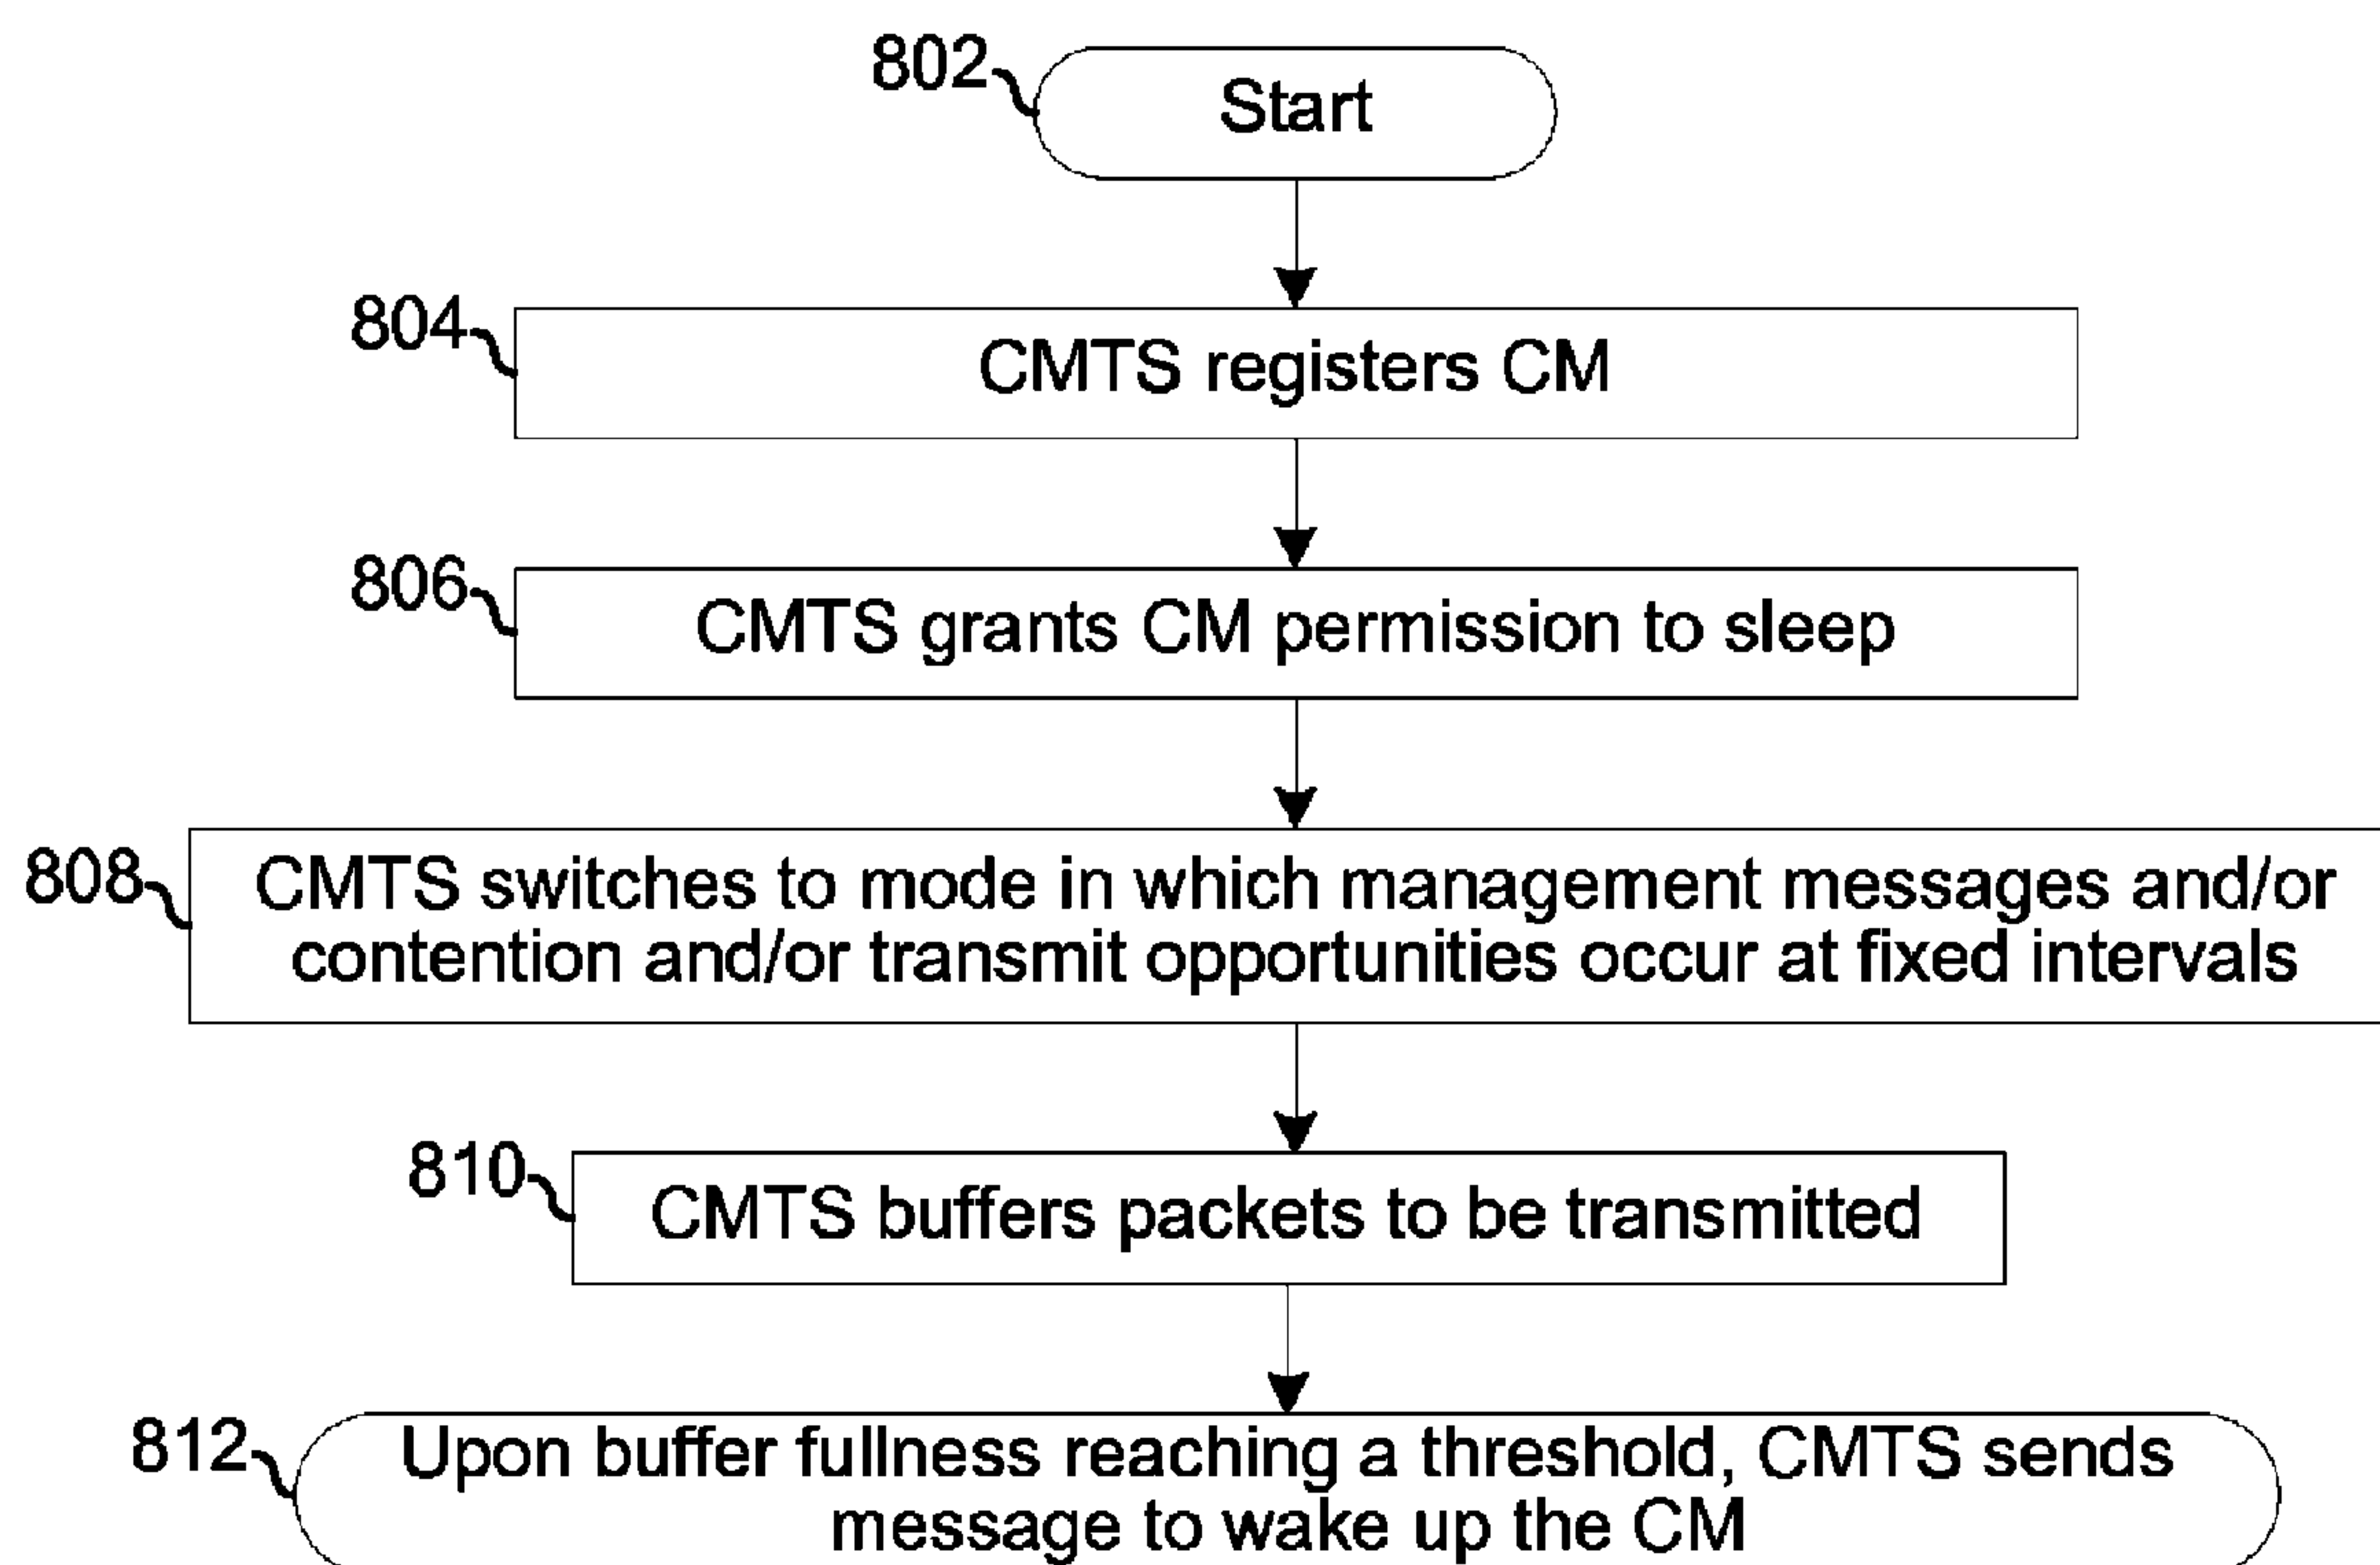 802
Start
804
CMTS registers CM
806
CMTS grants CM permission to sleep
808
CMTS switches to mode in which management messages and/or
contention and/or transmit opportunities occur at fixed intervals
810
CMTS buffers packets to be transmitted
812
Upon buffer fullness reaching a threshold, CMTS sends
message to wake up the CM